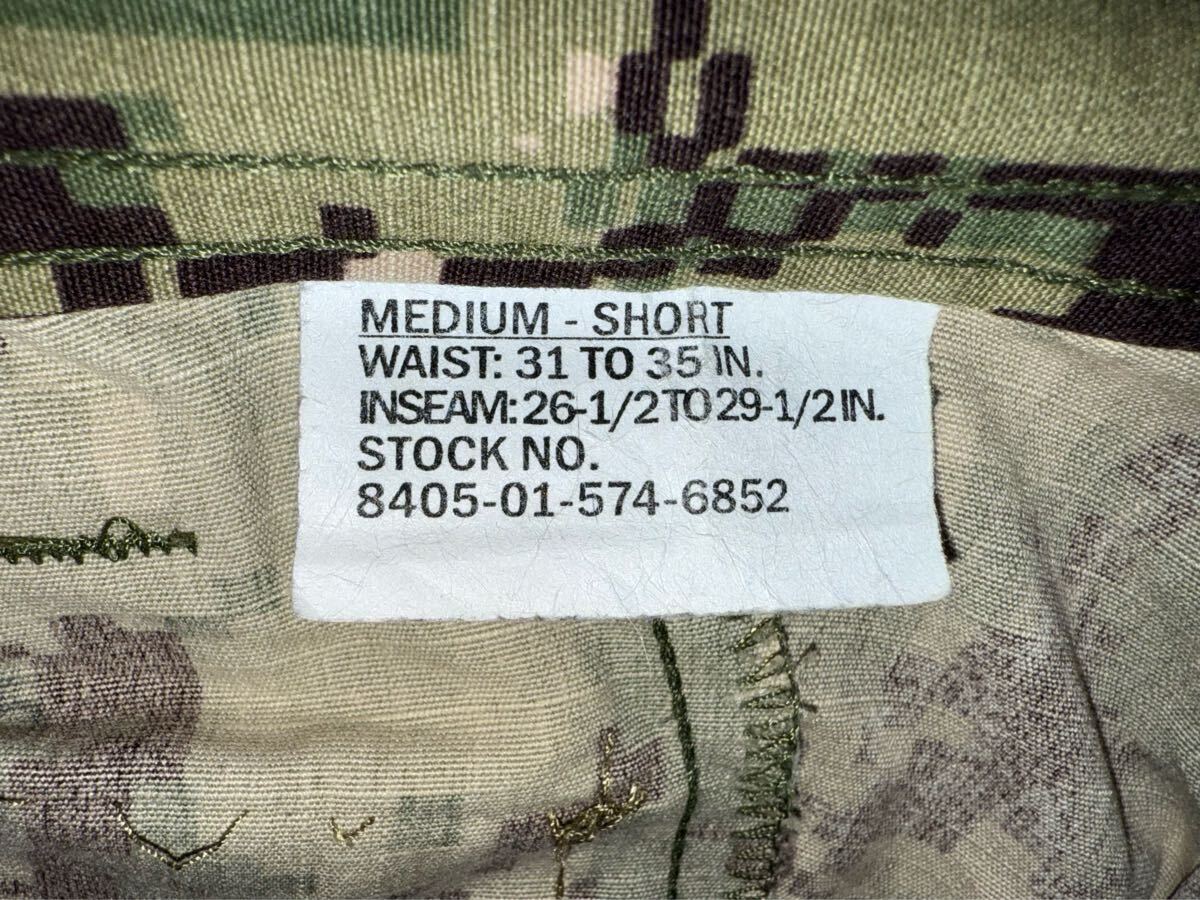 MEDIUM - SHORT
WAIST: 31 TO 35 IN.
INSEAM: 26-1/2 TO 29-1/2 IN.
STOCK NO.
8405-01-574-6852